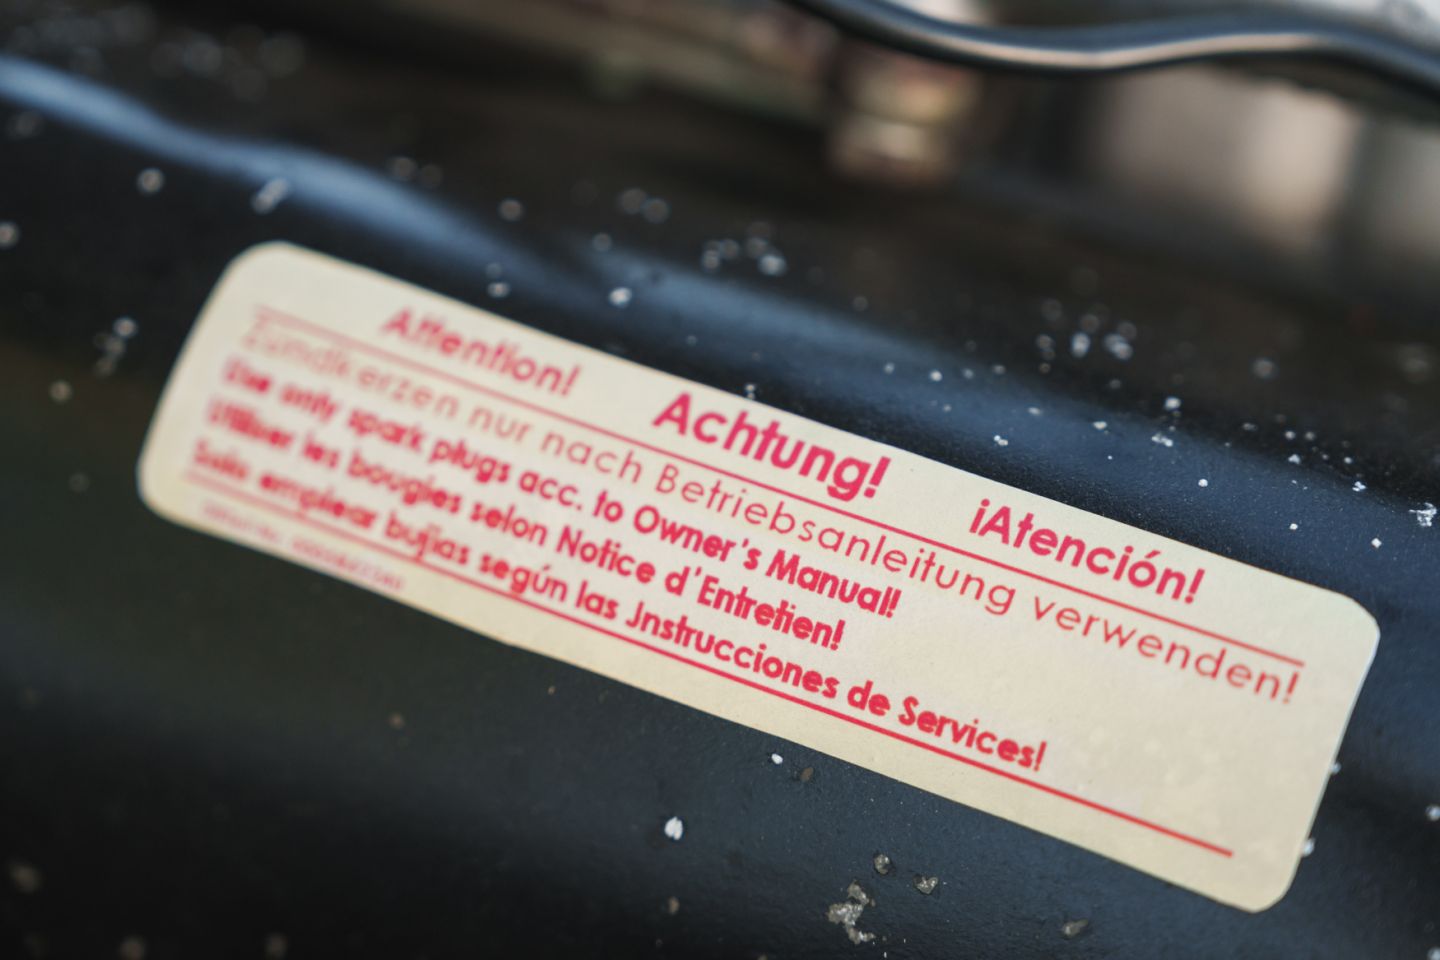 Attention! Achtung! ¡Atención!
Zündkerzen nur nach Betriebsanleitung verwenden!
Use only spark plugs acc. to Owner's Manual!
Utiliser les bougies selon Notice d'Entretien!
Solo emplear bujias según las Jnstrucciones de Services!